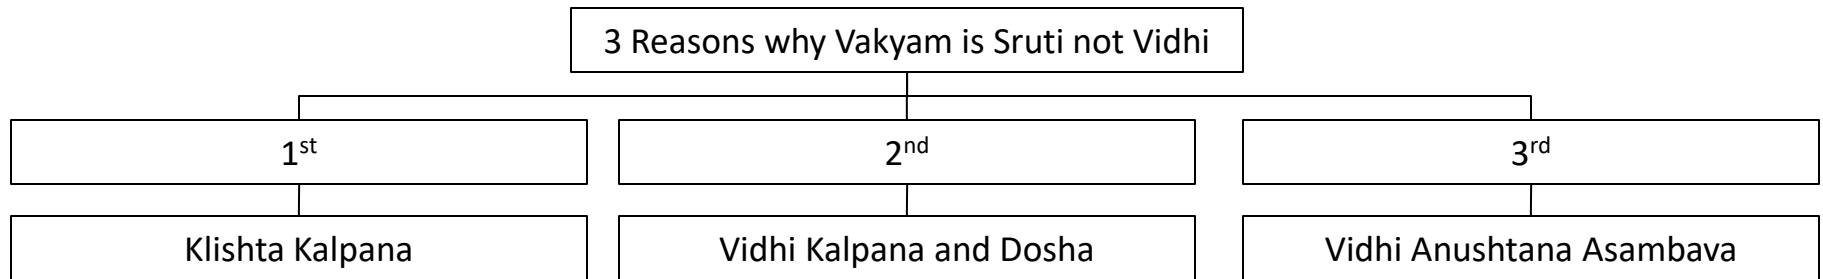 3 Reasons why Vakyam is Sruti not Vidhi
1st
2nd
3rd
Klishta Kalpana
Vidhi Kalpana and Dosha
Vidhi Anushtana Asambava